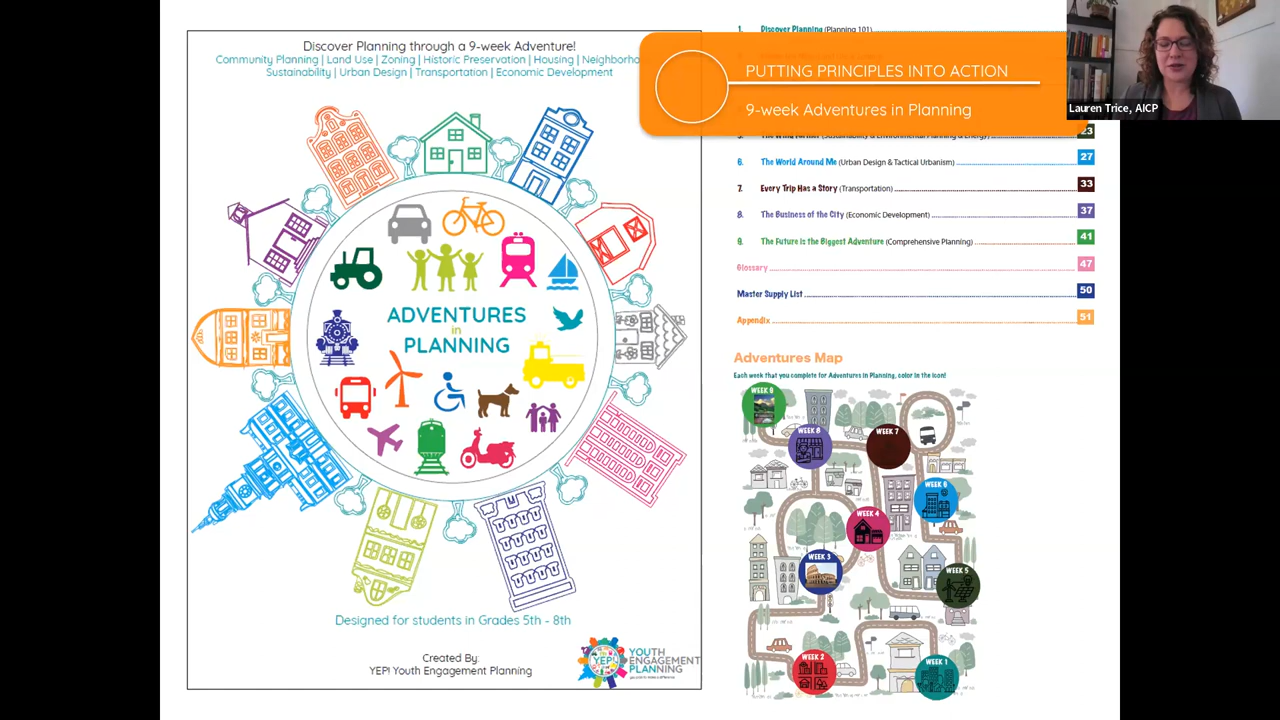 Discover Planning through a 9-week Adventure!
Community Planning | Land Use | Zoning | Historic Preservation | Housing |
Sustainability | Urban Design | Transportation | Economic Development
ADVENTURES
in
PLANNING
Designed for students in Grades 5th - 8th
Created By:
YEP! Youth Engagement Planning
YEP!
YOUTH
ENGAGEMENT
PLANNING
1. Discover Planning (Planning 101)
PUTTING PRINCIPLES INTO ACTION
9-week Adventures in Planning
Lauren Trice, AICP
23
6. The World Around Me (Urban Design & Tactical Urbanism) 27
7. Every Trip Has a Story (Transportation) 33
8. The Business of the City (Economic Development) 37
9. The Future is the Biggest Adventure (Comprehensive Planning) 41
Glossary 47
Master Supply List 50
Appendix 51
Adventures Map
Each week that you complete for Adventures in Planning, color in the icon!
WEEK 8
WEEK 7
WEEK 6
WEEK 4
WEEK 3
WEEK 5
WEEK 2
WEEK 1